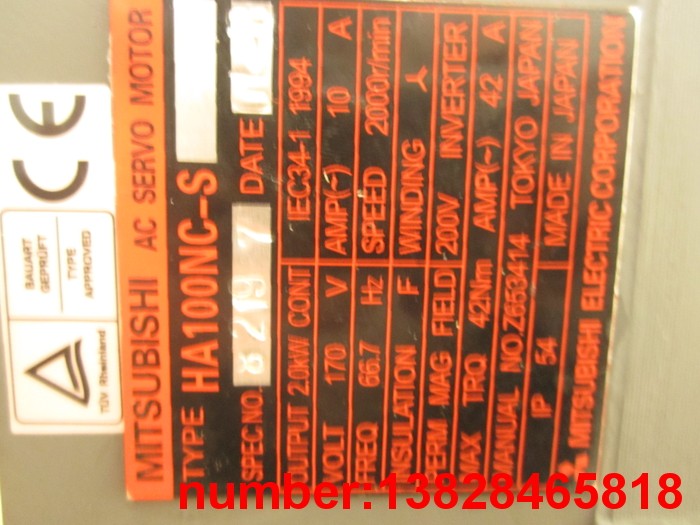 MITSUBISHI AC SERVO MOTOR
TYPE HA100NC-S
SPEC.NO. 8297 DATE
OUTPUT 2.0kW CONT IEC34-1 1994
VOLT 170 V AMP(~) 10 A
FREQ 66.7 Hz SPEED 2000r/min
INSULATION F WINDING
PERM MAG FIELD 200V INVERTER
MAX TRQ 42Nm AMP(~) 42 A
MANUAL NO.Z653414 TOKYO JAPAN
IP 54 MADE IN JAPAN
MITSUBISHI ELECTRIC CORPORATION
CE
BAUART
GEPRÜFT
TYPE
APPROVED
TÜV Rheinland
number:13828465818